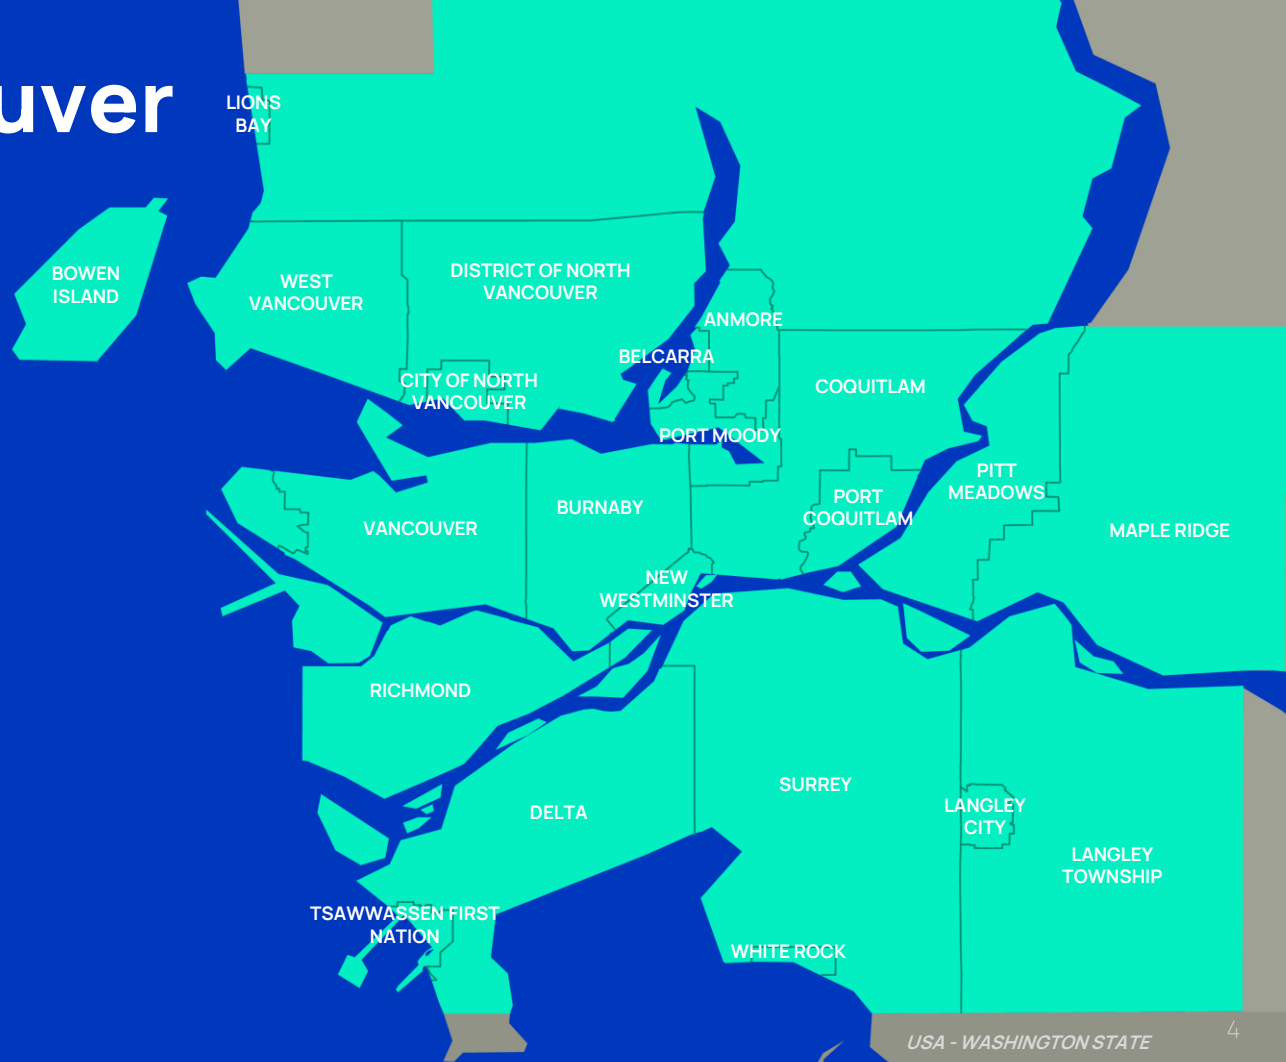 uver
LIONS
BAY
BOWEN
ISLAND
WEST
VANCOUVER
DISTRICT OF NORTH
VANCOUVER
ANMORE
BELCARRA
CITY OF NORTH
VANCOUVER
COQUITLAM
PORT MOODY
PITT
MEADOWS
PORT
COQUITLAM
BURNABY
VANCOUVER
MAPLE RIDGE
NEW
WESTMINSTER
RICHMOND
SURREY
DELTA
LANGLEY
CITY
LANGLEY
TOWNSHIP
TSAWWASSEN FIRST
NATION
WHITE ROCK
USA - WASHINGTON STATE
4